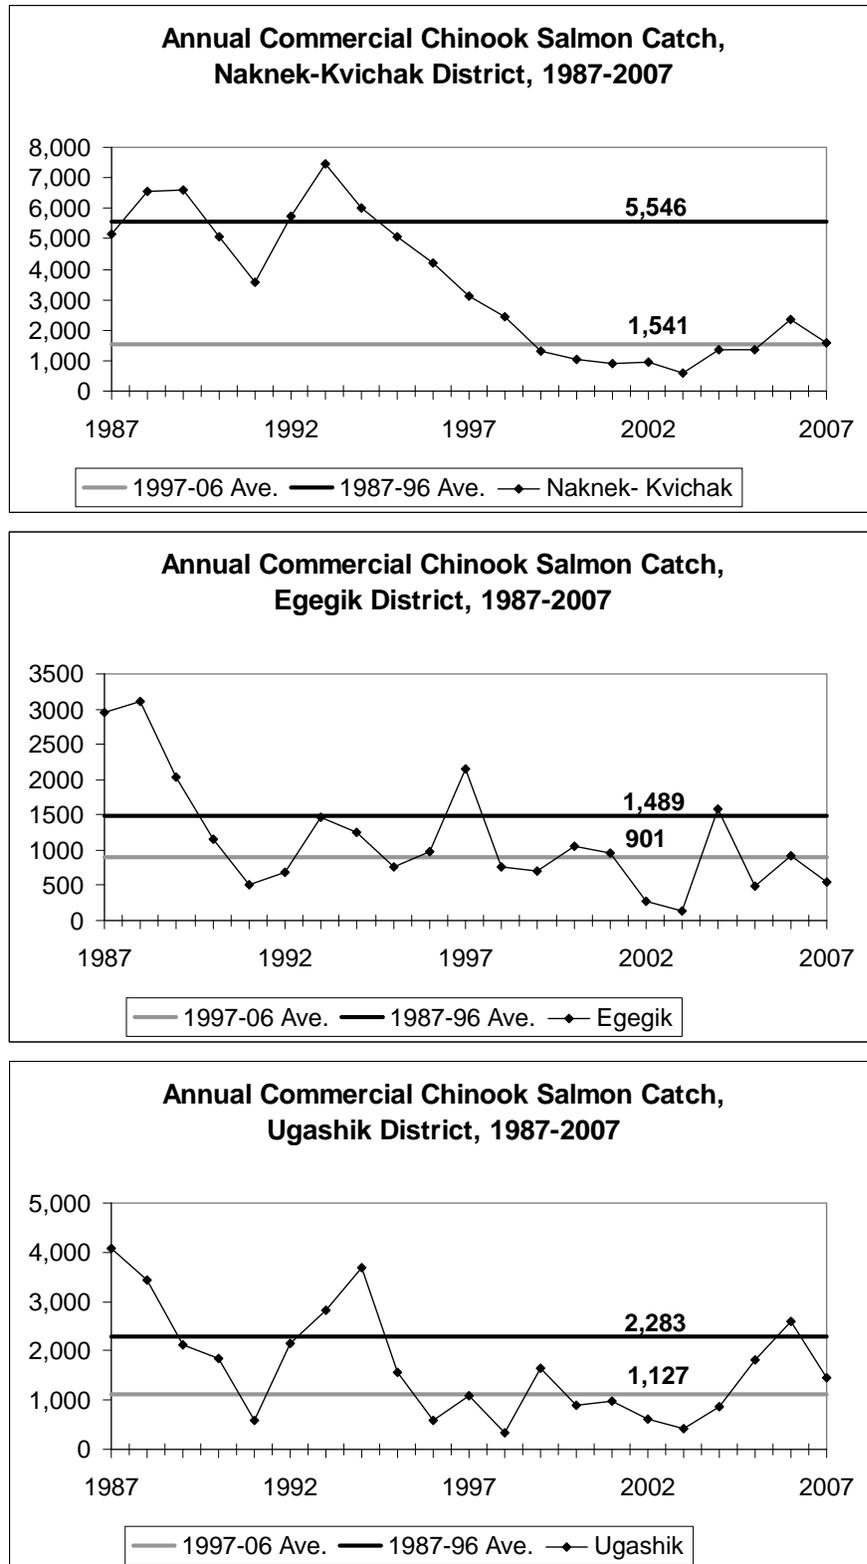 Annual Commercial Chinook Salmon Catch,
Naknek-Kvichak District, 1987-2007
8,000
7,000
6,000
5,000
4,000
3,000
2,000
1,000
0
5,546
1,541
1987 1992 1997 2002 2007
1997-06 Ave. 1987-96 Ave. Naknek- Kvichak
Annual Commercial Chinook Salmon Catch,
Egegik District, 1987-2007
3500
3000
2500
2000
1500
1000
500
0
1,489
901
1987 1992 1997 2002 2007
1997-06 Ave. 1987-96 Ave. Egegik
Annual Commercial Chinook Salmon Catch,
Ugashik District, 1987-2007
5,000
4,000
3,000
2,000
1,000
0
2,283
1,127
1987 1992 1997 2002 2007
1997-06 Ave. 1987-96 Ave. Ugashik